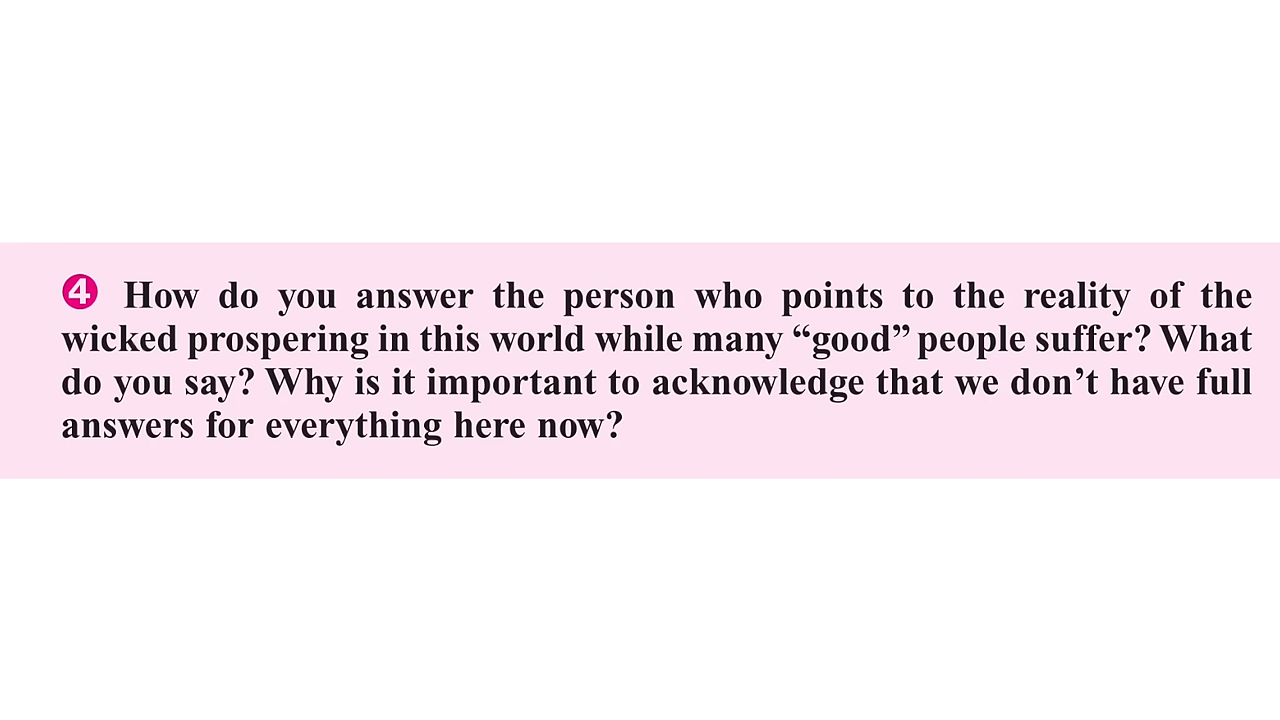 ❹ How do you answer the person who points to the reality of the
wicked prospering in this world while many “good” people suffer? What
do you say? Why is it important to acknowledge that we don’t have full
answers for everything here now?